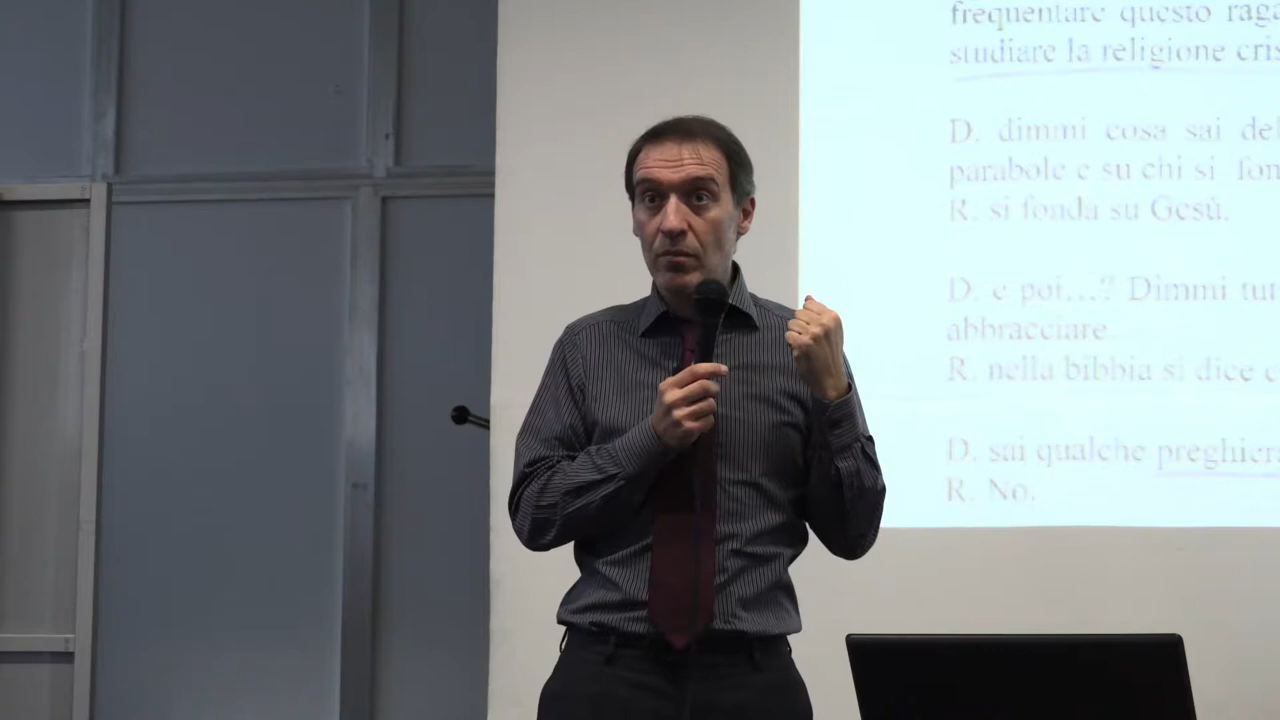 frequentare questo raga
studiare la religione cris
D. dimmi cosa sai del
parabole e su chi si fon
R. si fonda su Gesù.
D. e poi…? Dimmi tut
abbracciare
R. nella bibbia si dice c
D. sai qualche preghiera
R. No.